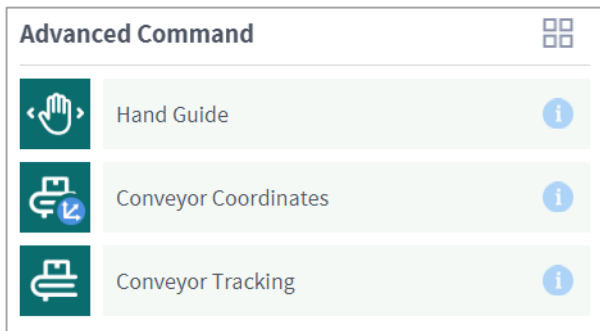 Advanced Command
Hand Guide
Conveyor Coordinates
Conveyor Tracking